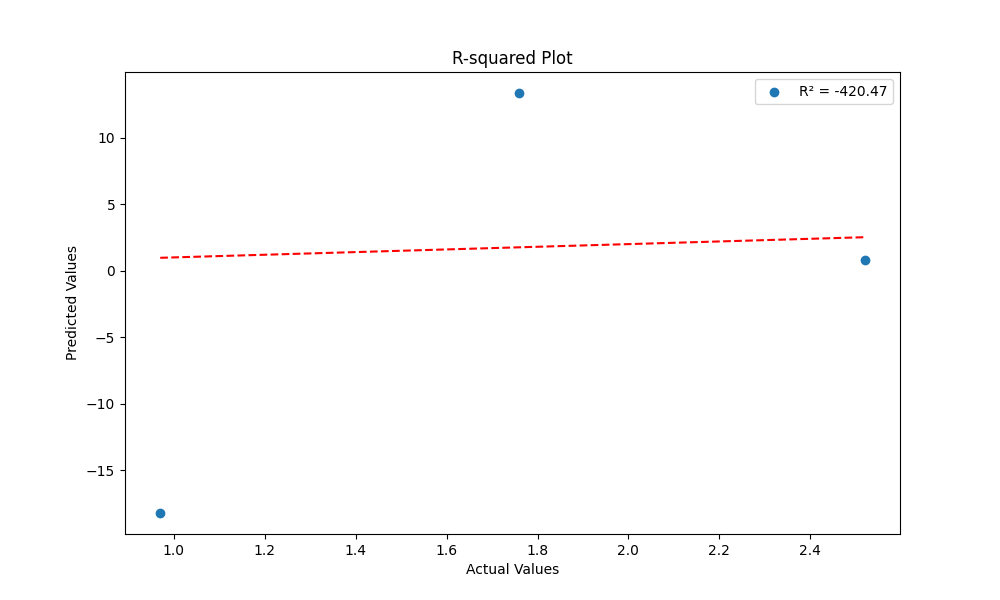 R-squared Plot
R² = -420.47
10
5
0
−5
−10
−15
Predicted Values
1.0 1.2 1.4 1.6 1.8 2.0 2.2 2.4
Actual Values